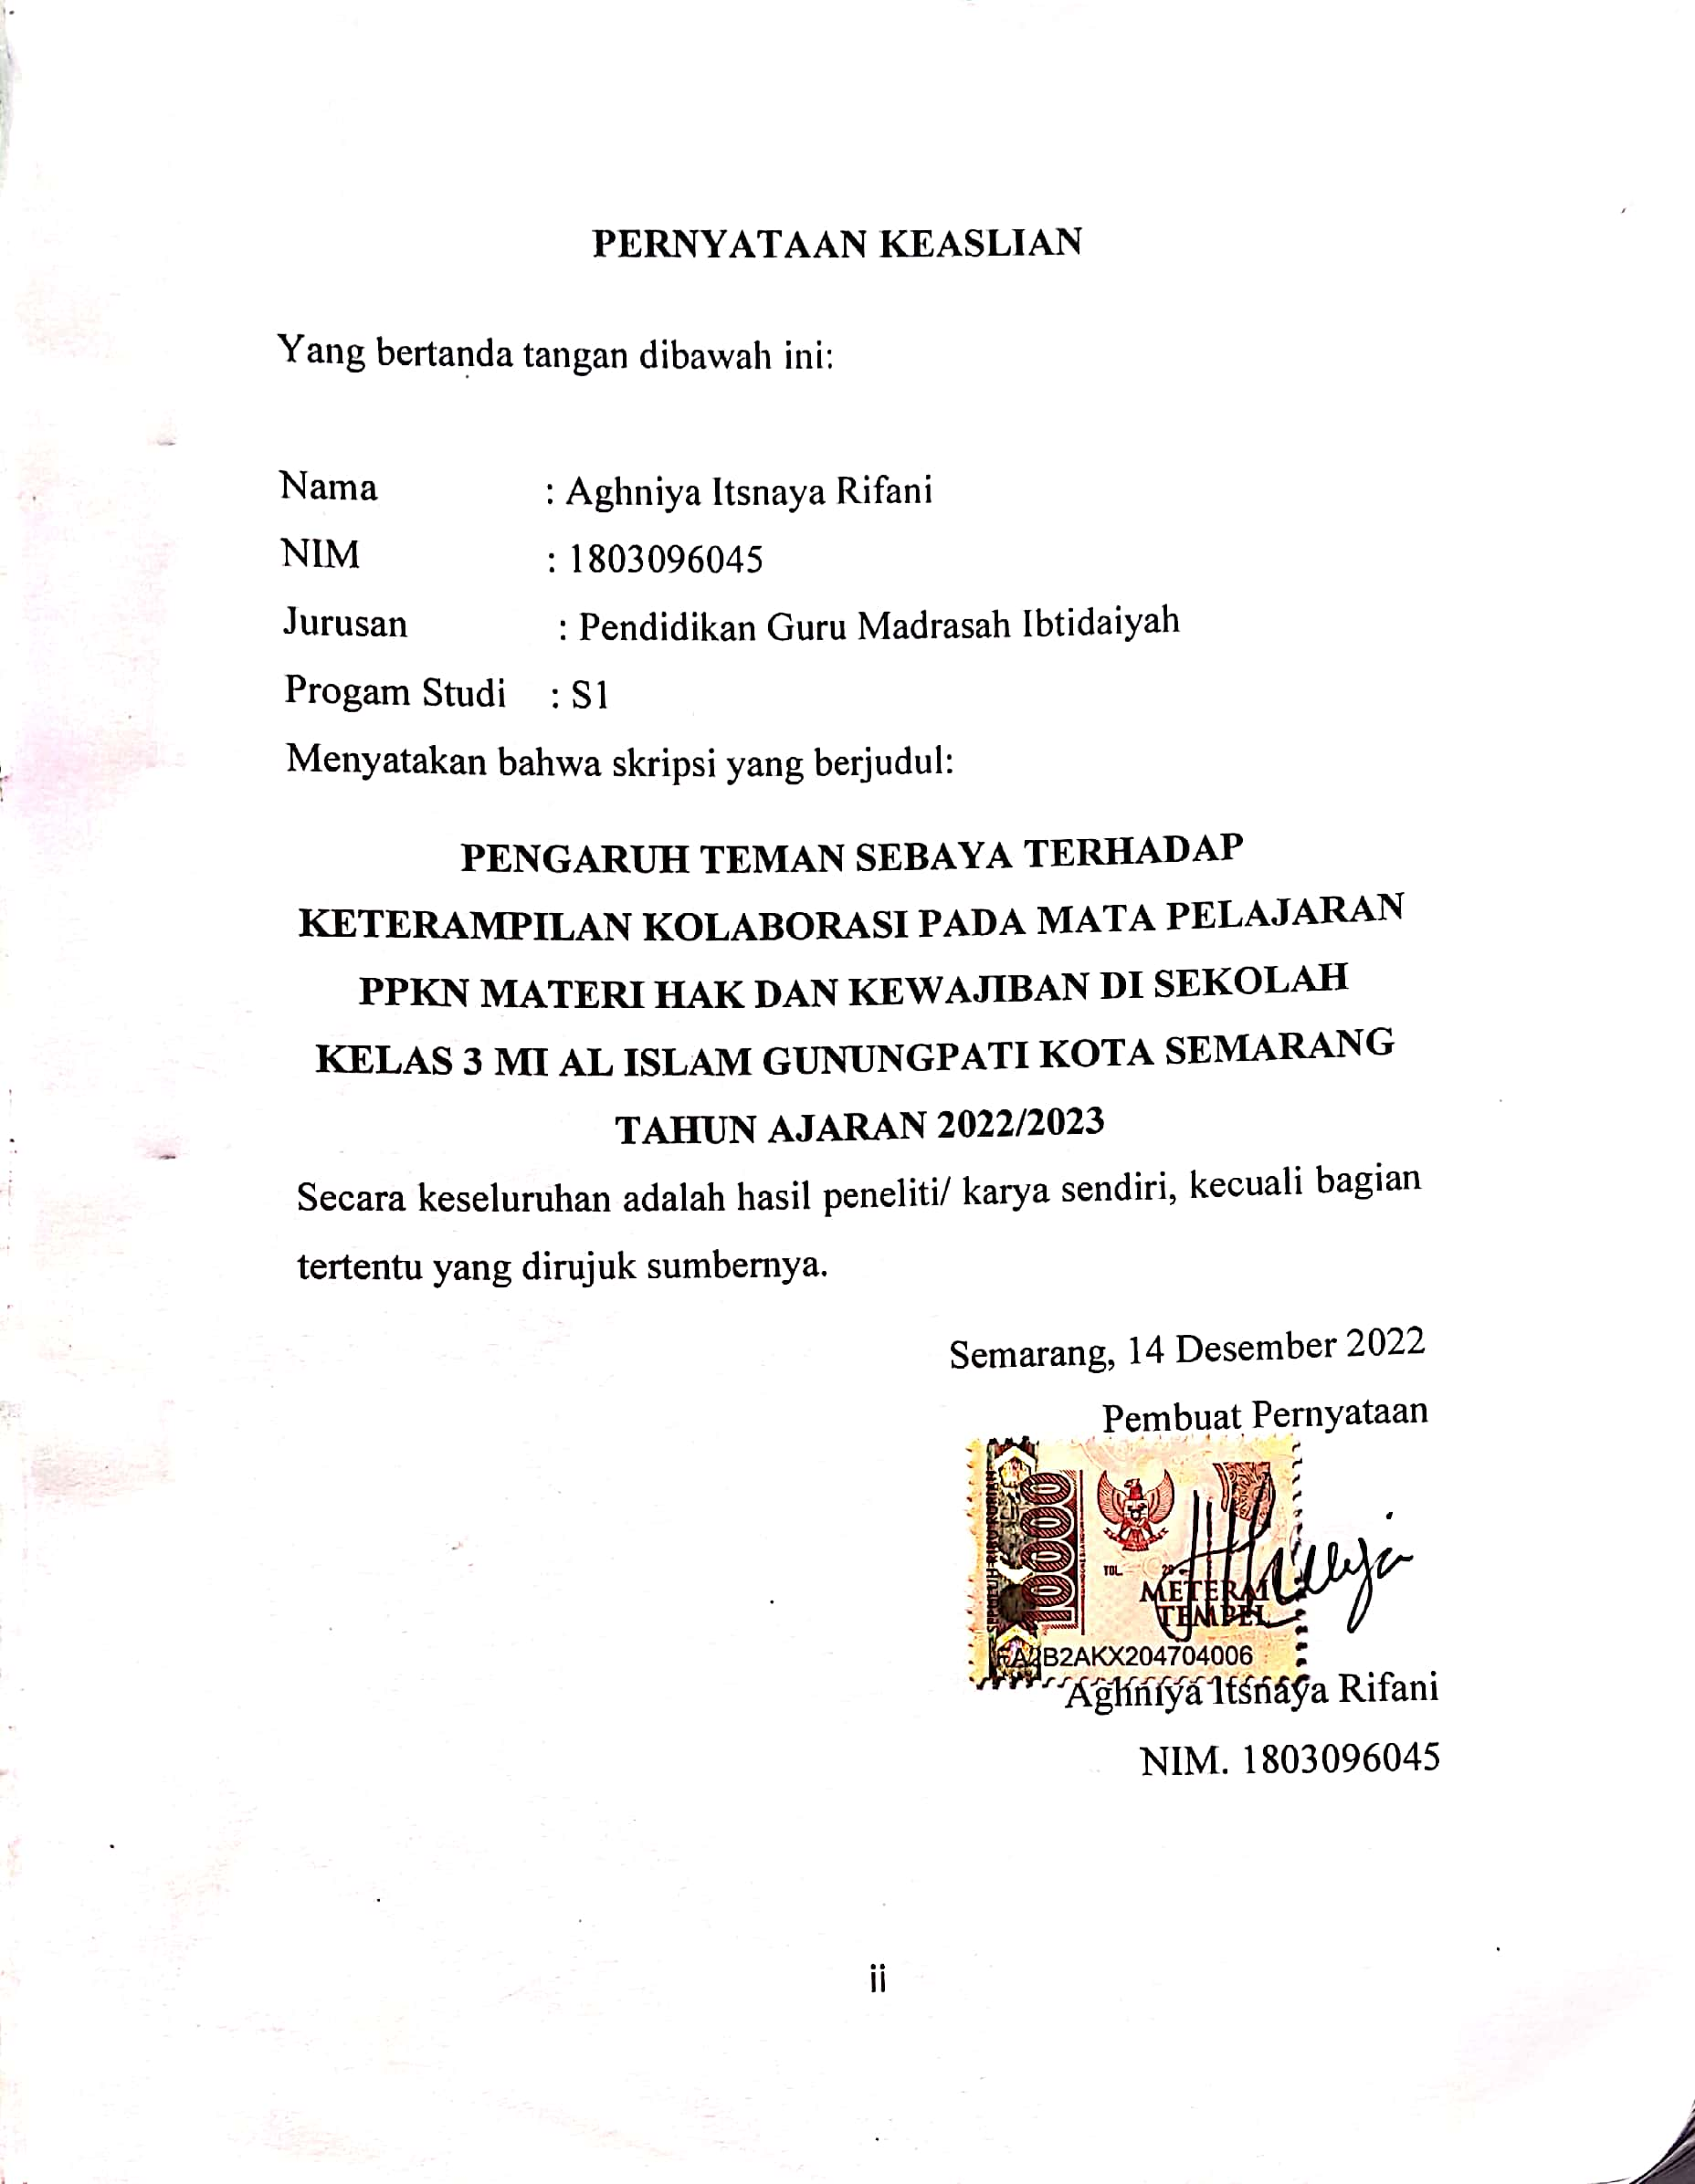 PERNYATAAN KEASLIAN
Yang bertanda tangan dibawah ini:
Nama : Aghniya Itsnaya Rifani
NIM : 1803096045
Jurusan : Pendidikan Guru Madrasah Ibtidaiyah
Progam Studi : S1
Menyatakan bahwa skripsi yang berjudul:
PENGARUH TEMAN SEBAYA TERHADAP
KETERAMPILAN KOLABORASI PADA MATA PELAJARAN
PPKN MATERI HAK DAN KEWAJIBAN DI SEKOLAH
KELAS 3 MI AL ISLAM GUNUNGPATI KOTA SEMARANG
TAHUN AJARAN 2022/2023
Secara keseluruhan adalah hasil peneliti/ karya sendiri, kecuali bagian
tertentu yang dirujuk sumbernya.
Semarang, 14 Desember 2022
Pembuat Pernyataan
10000
TGL.
METERAI
TEMPEL
B2AKX204704006
Aghniya Itsnaya Rifani
NIM. 1803096045
ii